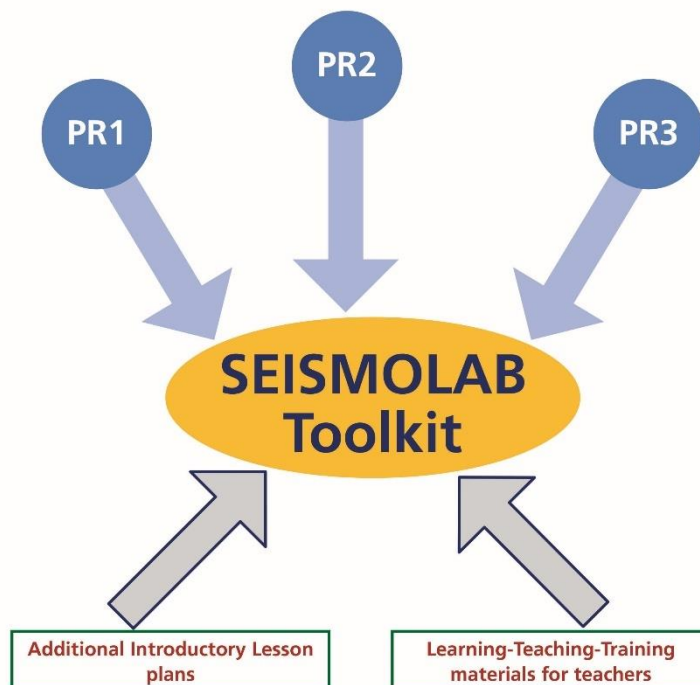 PR1
PR2
PR3
SEISMOLAB
Toolkit
Additional Introductory Lesson
plans
Learning-Teaching-Training
materials for teachers